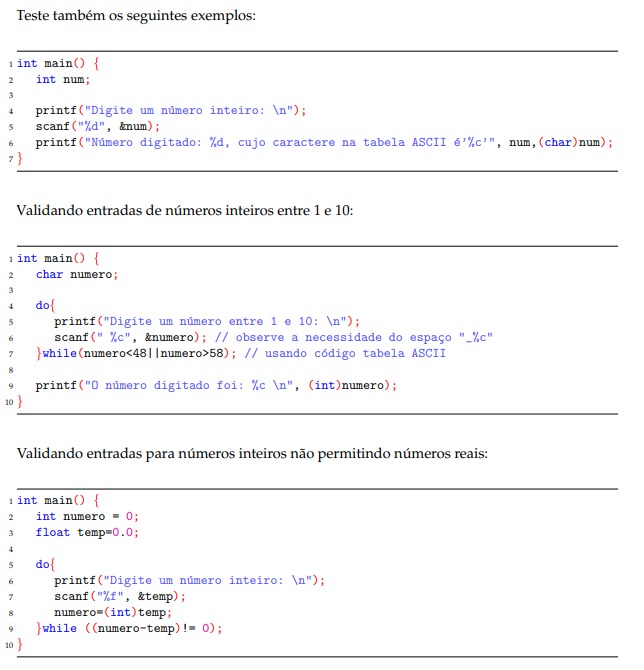 Teste também os seguintes exemplos:
1 int main() {
2 int num;
3
4 printf("Digite um número inteiro: \n");
5 scanf("%d", &num);
6 printf("Número digitado: %d, cujo caractere na tabela ASCII é'%c'", num,(char)num);
7 }
Validando entradas de números inteiros entre 1 e 10:
1 int main() {
2 char numero;
3
4 do{
5 printf("Digite um número entre 1 e 10: \n");
6 scanf(" %c", &numero); // observe a necessidade do espaço "_%c"
7 }while(numero<48||numero>58); // usando código tabela ASCII
8
9 printf("O número digitado foi: %c \n", (int)numero);
10 }
Validando entradas para números inteiros não permitindo números reais:
1 int main() {
2 int numero = 0;
3 float temp=0.0;
4
5 do{
6 printf("Digite um número inteiro: \n");
7 scanf("%f", &temp);
8 numero=(int)temp;
9 }while ((numero-temp)!= 0);
10 }